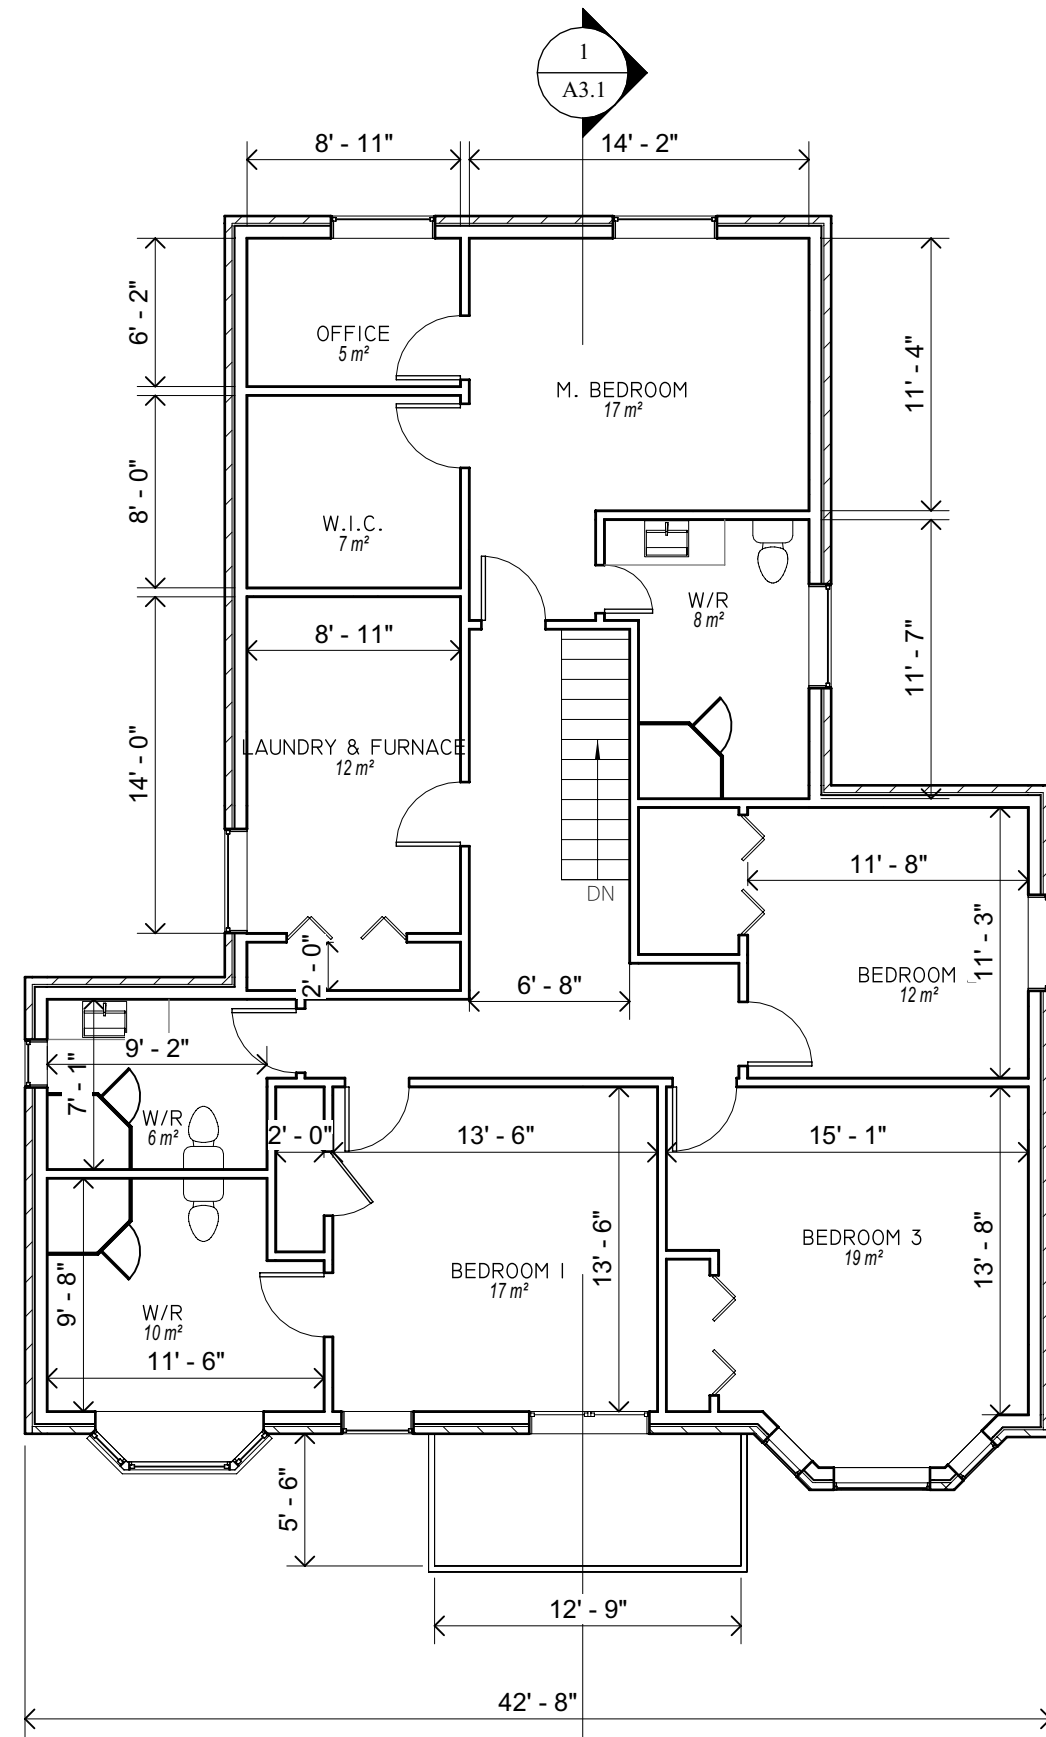 1
A3.1
8' - 11"
14' - 2"
6' - 2"
OFFICE
5 m²
11' - 4"
M. BEDROOM
17 m²
8' - 0"
W.I.C.
7 m²
W/R
8 m²
8' - 11"
11' - 7"
14' - 0"
LAUNDRY & FURNACE
12 m²
11' - 8"
DN
11' - 3"
2' - 0"
BEDROOM
12 m²
6' - 8"
9' - 2"
7' - 1"
W/R
6 m²
2' - 0"
13' - 6"
15' - 1"
BEDROOM 3
19 m²
13' - 8"
13' - 6"
BEDROOM 1
17 m²
9' - 8"
W/R
10 m²
11' - 6"
5' - 6"
12' - 9"
42' - 8"